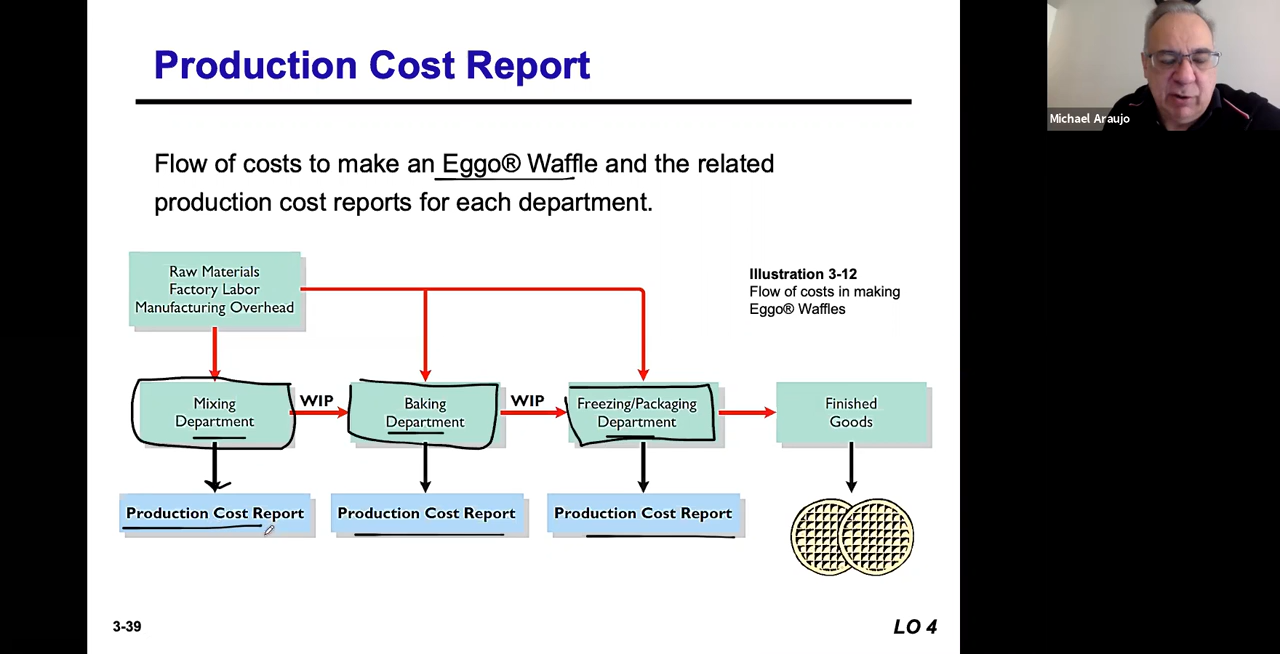 Production Cost Report
Michael Araujo
Flow of costs to make an Eggo® Waffle and the related
production cost reports for each department.
Raw Materials
Factory Labor
Manufacturing Overhead
Illustration 3-12
Flow of costs in making
Eggo® Waffles
Mixing
Department
WIP
Baking
Department
WIP
Freezing/Packaging
Department
Finished
Goods
Production Cost Report
Production Cost Report
Production Cost Report
3-39
LO 4